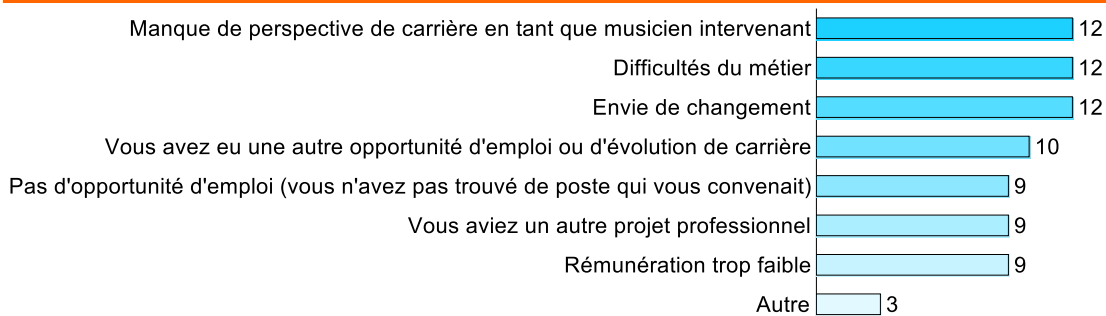 Manque de perspective de carrière en tant que musicien intervenant 12
Difficultés du métier 12
Envie de changement 12
Vous avez eu une autre opportunité d'emploi ou d'évolution de carrière 10
Pas d'opportunité d'emploi (vous n'avez pas trouvé de poste qui vous convenait) 9
Vous aviez un autre projet professionnel 9
Rémunération trop faible 9
Autre 3